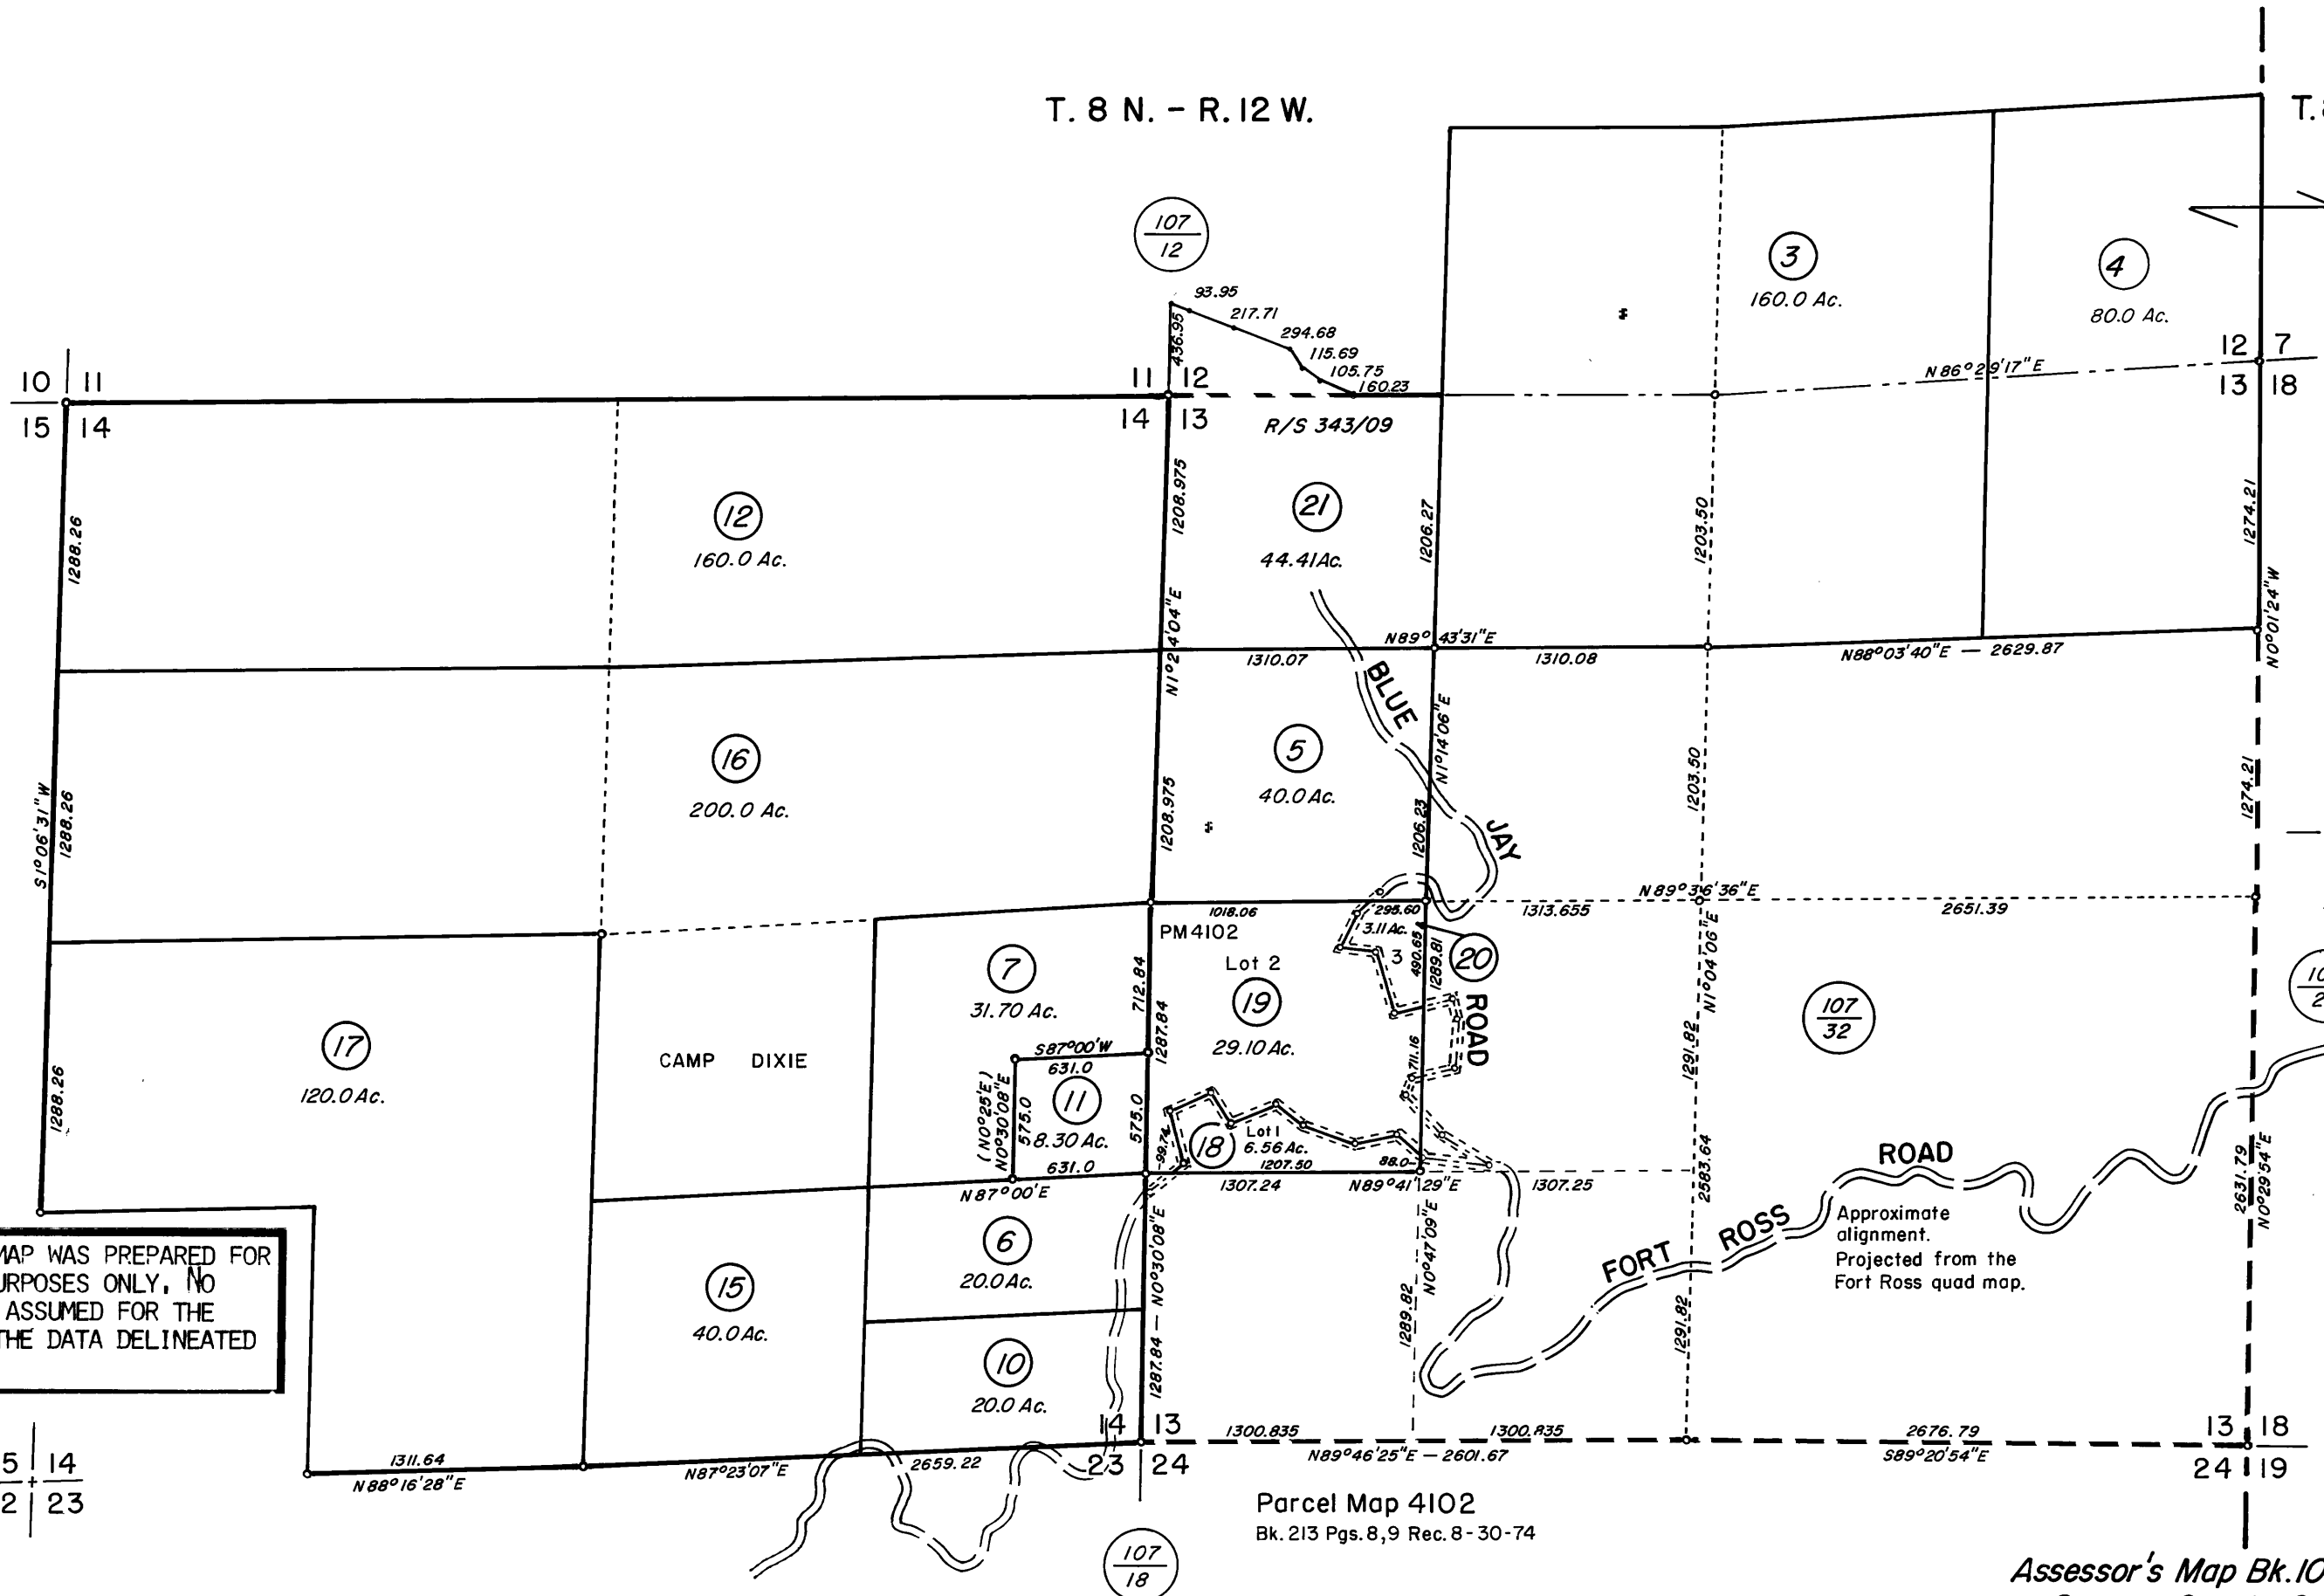 T. 8 N. - R. 12 W.
T. 8
107
12
93.95
217.71
294.68
115.69
105.75
160.23
436.95
3
160.0 Ac.
4
80.0 Ac.
10 11
15 14
11 12
14 13
R/S 343/09
N86°29'17"E
12 7
13 18
12
160.0 Ac.
1288.26
1208.975
21
44.41 Ac.
1206.27
1203.50
1274.21
N1°24'04"E
N89°43'31"E
1310.07
1310.08
N88°03'40"E — 2629.87
N0°01'24"W
16
200.0 Ac.
S1°06'31"W
1288.26
1208.975
5
40.0 Ac.
BLUE
JAY
ROAD
N1°14'06"E
1206.23
1203.50
1274.21
N89°36'36"E
1018.06
295.60
1313.655
2651.39
PM4102
3.11 Ac.
3
20
Lot 2
19
29.10 Ac.
490.65
1289.81
711.16
N1°04'06"E
1291.82
107
32
17
120.0 Ac.
1288.26
CAMP DIXIE
7
31.70 Ac.
712.84
1287.84
S87°00'W
631.0
11
8.30 Ac.
(N0°25'E)
N0°30'08"E
575.0
575.0
631.0
N87°00'E
99.74
18
Lot 1
6.56 Ac.
1207.50
88.0
1307.24
N89°41'29"E
1307.25
2583.64
2631.79
N0°29'54"E
FORT ROSS ROAD
Approximate
alignment.
Projected from the
Fort Ross quad map.
MAP WAS PREPARED FOR
URPOSES ONLY, NO
ASSUMED FOR THE
THE DATA DELINEATED
15
40.0 Ac.
6
20.0 Ac.
10
20.0 Ac.
1287.84 — N0°30'08"E
1289.82
N0°47'09"E
1291.82
14 13
23 24
1300.835
1300.835
N89°46'25"E — 2601.67
2676.79
S89°20'54"E
13 18
24 19
5 14
2 23
1311.64
N88°16'28"E
N87°23'07"E
2659.22
Parcel Map 4102
Bk. 213 Pgs. 8,9 Rec. 8-30-74
107
18
Assessor's Map Bk. 10